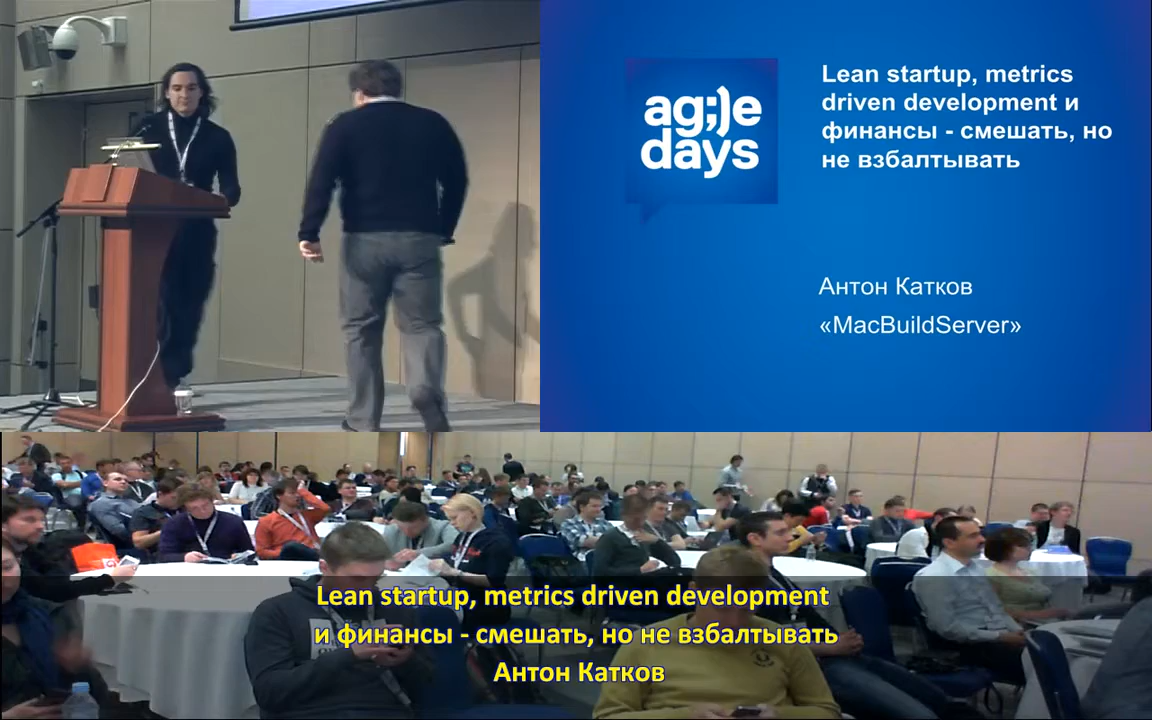 ag;)e
days
Lean startup, metrics
driven development и
финансы - смешать, но
не взбалтывать
Антон Катков
«MacBuildServer»
Lean startup, metrics driven development
и финансы - смешать, но не взбалтывать
Антон Катков